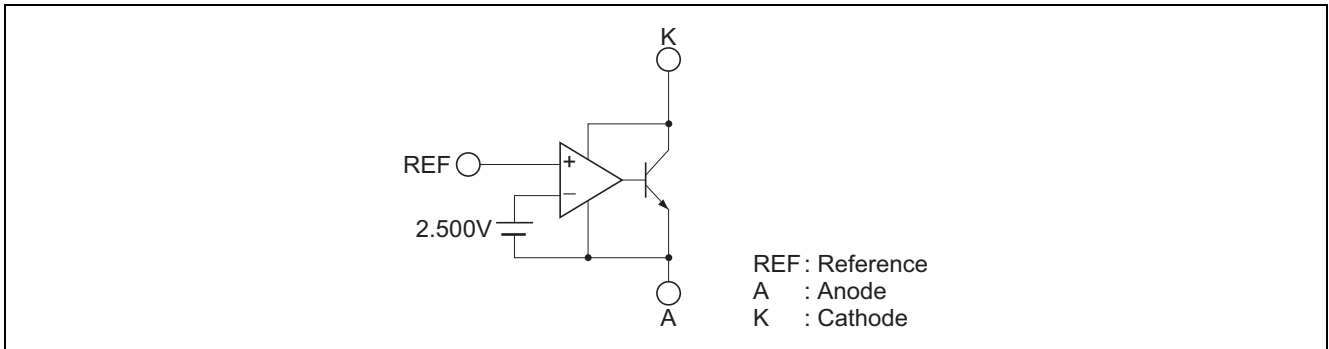 K
REF
+
−
2.500V
A
REF : Reference
A : Anode
K : Cathode